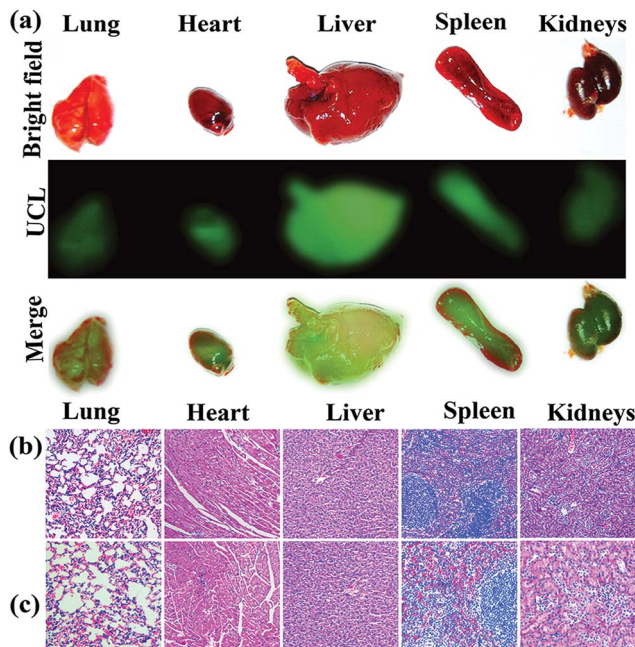 (a) Lung Heart Liver Spleen Kidneys
Bright field
UCL
Merge
Lung Heart Liver Spleen Kidneys
(b)
(c)